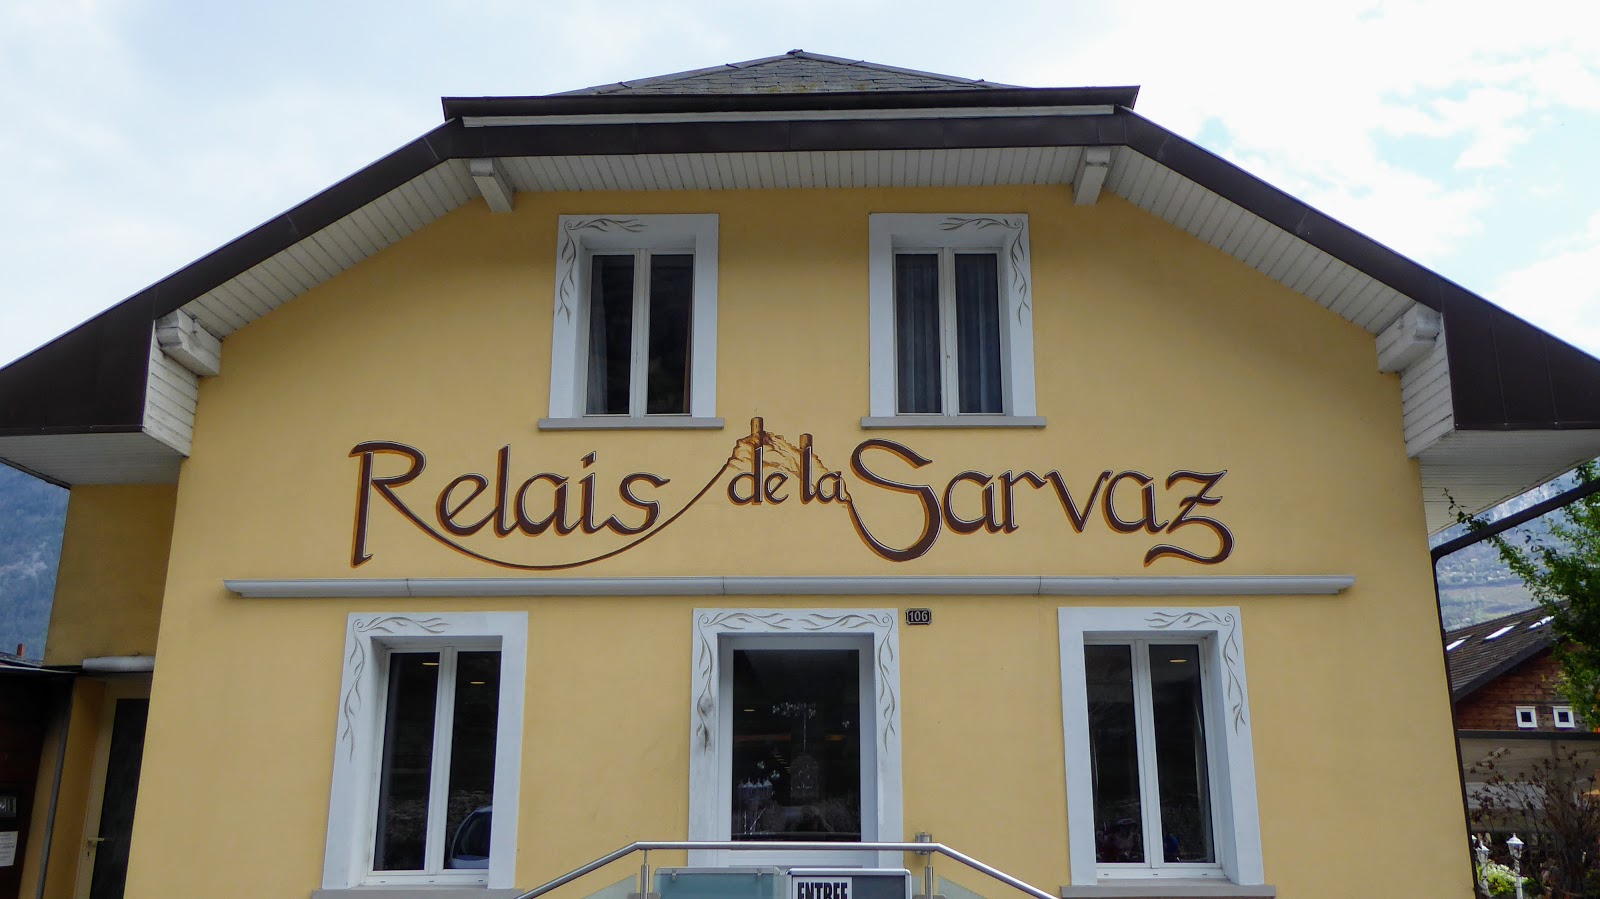 Relais de la Sarvaz
106
ENTREE